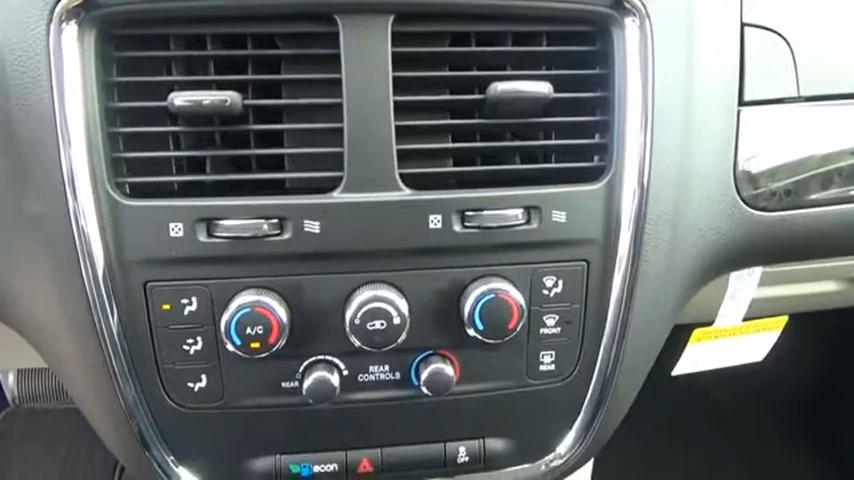 A/C
FRONT
REAR
REAR
CONTROLS
REAR
econ
OFF